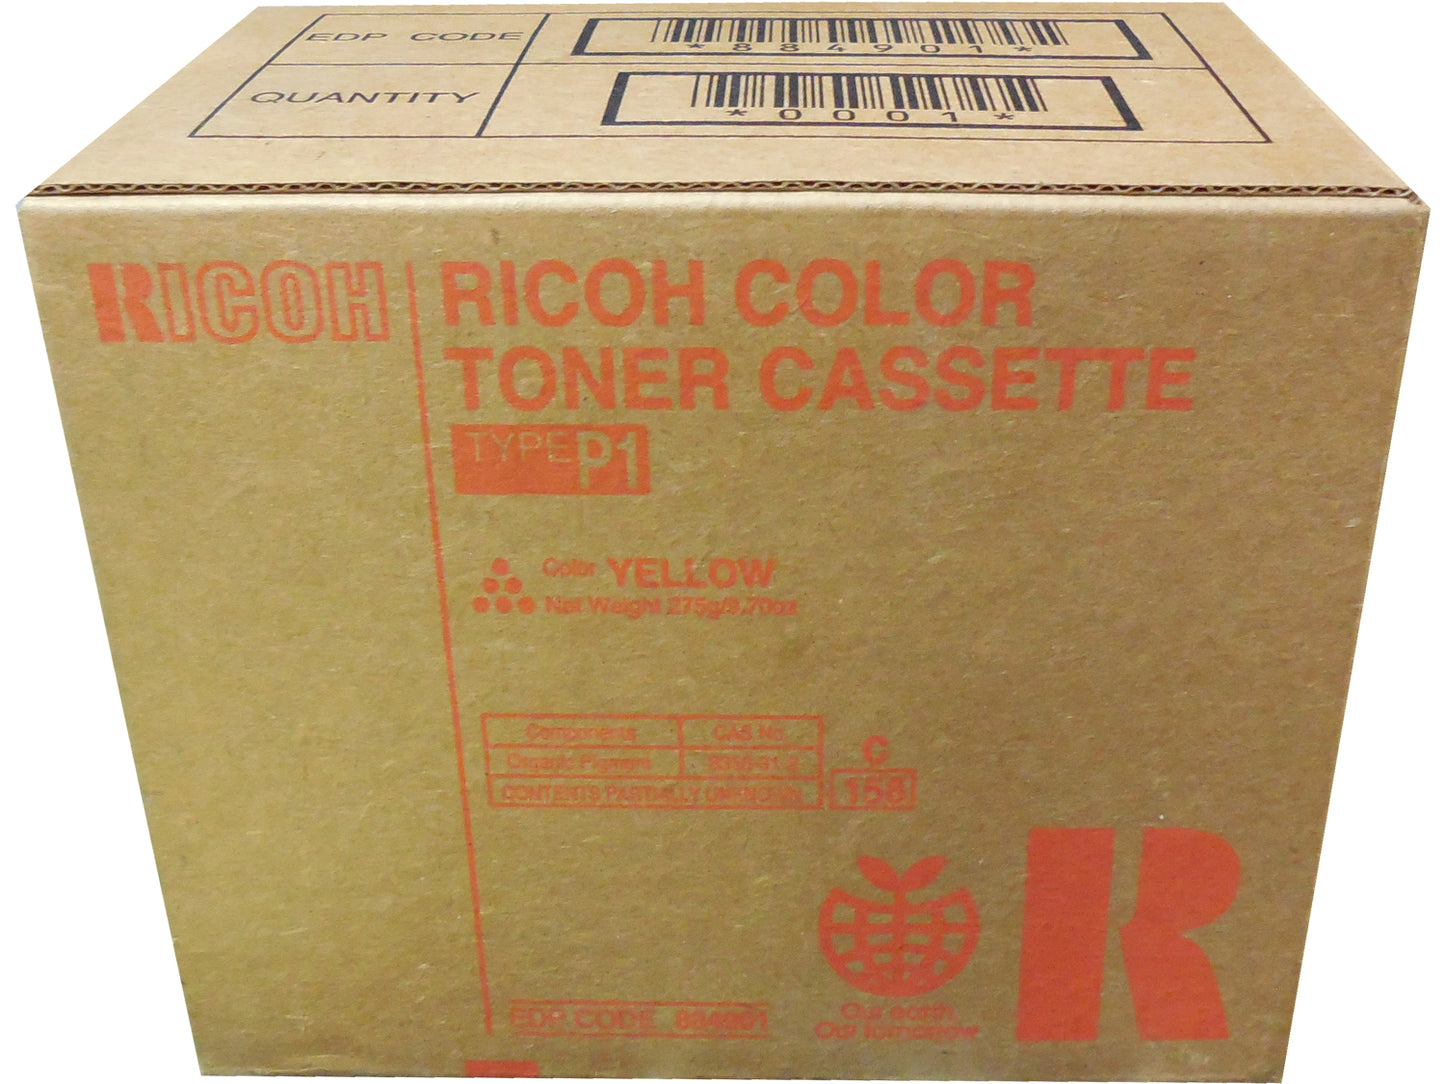 EDP CODE
*884901*
QUANTITY
*0001*
RICOH
RICOH COLOR
TONER CASSETTE
TYPE P1
Color YELLOW
Net Weight 275g/9.70oz
Components CAS No.
Organic Pigment
CONTENTS PARTIALLY UNKNOWN
C
156
Our earth,
Our tomorrow
EDP CODE 884901
R